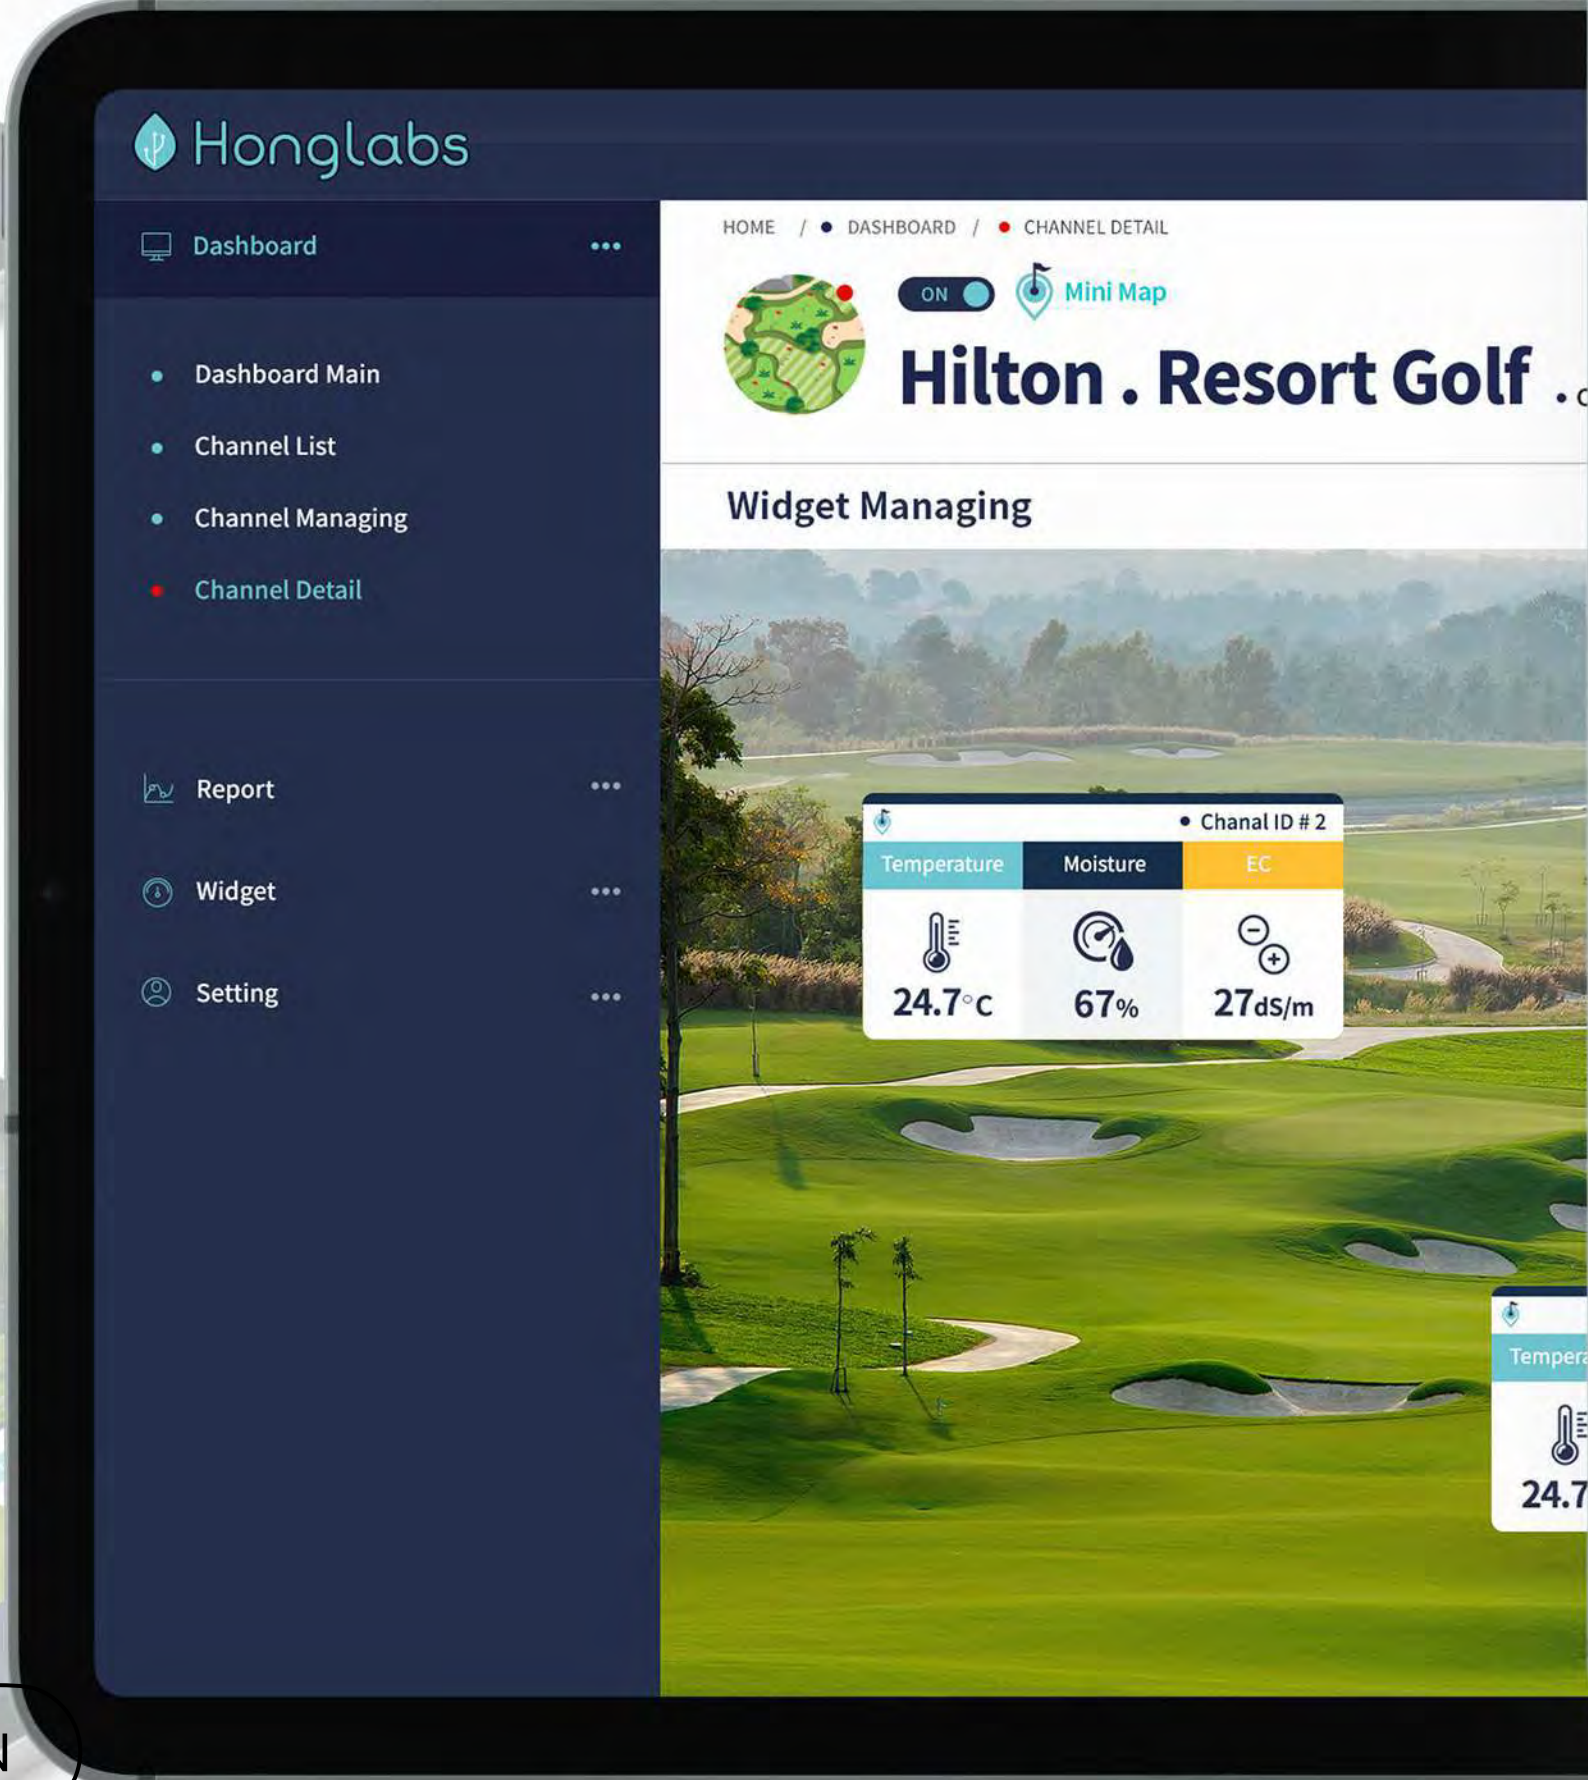 Honglabs
Dashboard
Dashboard Main
Channel List
Channel Managing
Channel Detail
Report
Widget
Setting
HOME / DASHBOARD / CHANNEL DETAIL
ON Mini Map
Hilton . Resort Golf .
Widget Managing
Chanal ID # 2
Temperature Moisture EC
24.7°C 67% 27dS/m
Tempera
24.7
N